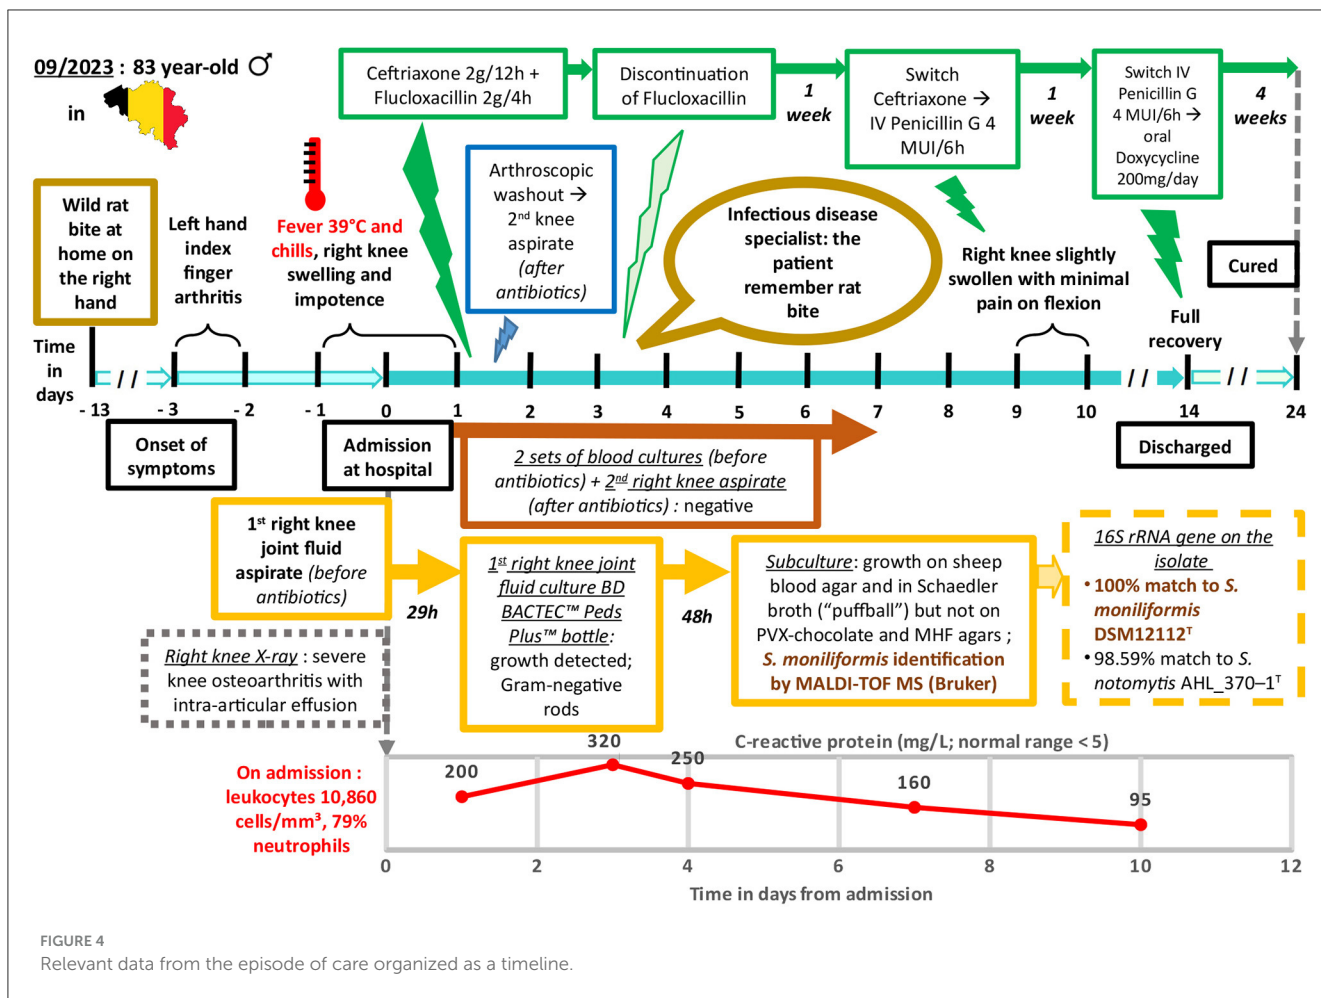 09/2023 : 83 year-old ♂
in
Ceftriaxone 2g/12h +
Flucloxacillin 2g/4h
Discontinuation
of Flucloxacillin
1
week
Switch
Ceftriaxone →
IV Penicillin G 4
MUI/6h
1
week
Switch IV
Penicillin G
4 MUI/6h →
oral
Doxycycline
200mg/day
4
weeks
Wild rat
bite at
home on
the right
hand
Left hand
index
finger
arthritis
Fever 39°C and
chills, right knee
swelling and
impotence
Arthroscopic
washout →
2nd knee
aspirate
(after
antibiotics)
Infectious disease
specialist: the
patient
remember rat
bite
Right knee slightly
swollen with minimal
pain on flexion
Full
recovery
Cured
Time
in
days
- 13 // - 3 - 2 - 1 0 1 2 3 4 5 6 7 8 9 10 // 14 // 24
Onset of
symptoms
Admission
at hospital
Discharged
2 sets of blood cultures (before
antibiotics) + 2nd right knee aspirate
(after antibiotics) : negative
1st right knee
joint fluid
aspirate (before
antibiotics)
29h
1st right knee joint
fluid culture BD
BACTEC™ Peds
Plus™ bottle:
growth detected;
Gram-negative
rods
48h
Subculture: growth on sheep
blood agar and in Schaedler
broth (“puffball”) but not on
PVX-chocolate and MHF agars ;
S. moniliformis identification
by MALDI-TOF MS (Bruker)
16S rRNA gene on the
isolate
• 100% match to S.
moniliformis
DSM12112T
• 98.59% match to S.
notomytis AHL_370–1T
Right knee X-ray : severe
knee osteoarthritis with
intra-articular effusion
On admission :
leukocytes 10,860
cells/mm³, 79%
neutrophils
C-reactive protein (mg/L; normal range < 5)
200
320
250
160
95
0 2 4 6 8 10 12
Time in days from admission
FIGURE 4
Relevant data from the episode of care organized as a timeline.